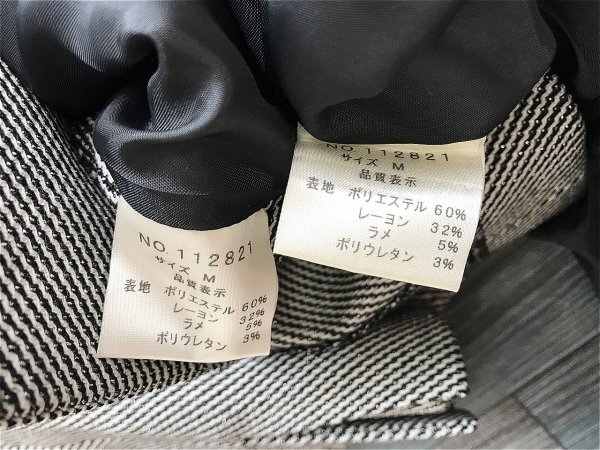 NO.112821
サイズ M
品質表示
表地 ポリエステル 60%
レーヨン 32%
ラメ 5%
ポリウレタン 3%
NO.112821
サイズ M
品質表示
表地 ポリエステル 60%
レーヨン 32%
ラメ 5%
ポリウレタン 3%